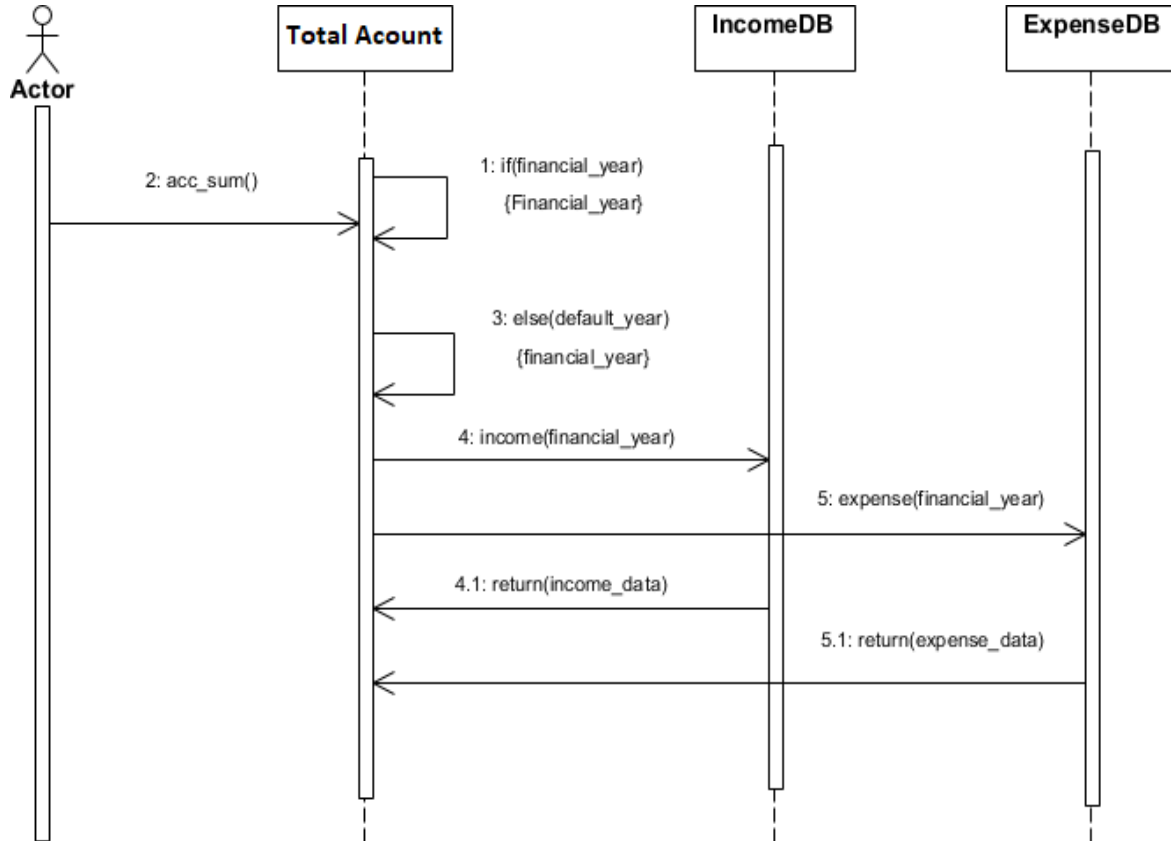 Actor
Total Acount
IncomeDB
ExpenseDB
1: if(financial_year)
{Financial_year}
2: acc_sum()
3: else(default_year)
{financial_year}
4: income(financial_year)
5: expense(financial_year)
4.1: return(income_data)
5.1: return(expense_data)